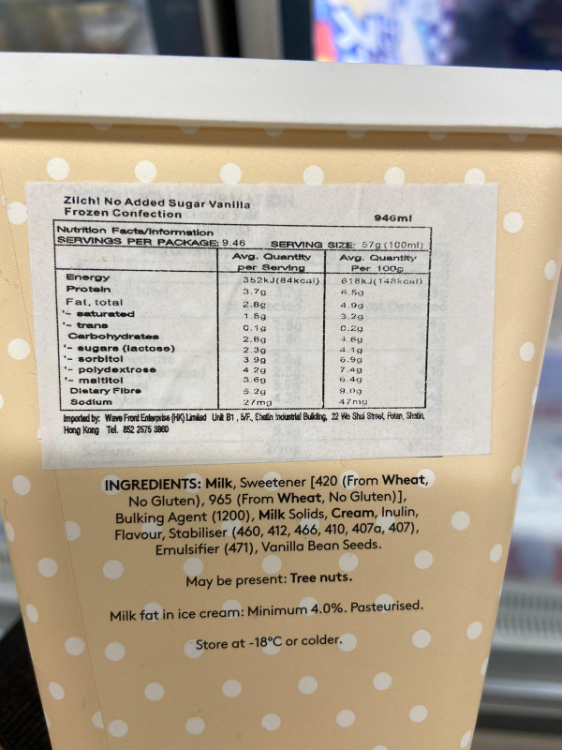 Zilch! No Added Sugar Vanilla
Frozen Confection 946ml
Nutrition Facts/Information
SERVINGS PER PACKAGE: 9.46 SERVING SIZE: 57g (100ml)
Avg. Quantity per Serving Avg. Quantity Per 100g
Energy 352kJ(84kcal) 618kJ(148kcal)
Protein 3.7g 6.5g
Fat, total 2.8g 4.9g
'- saturated 1.8g 3.2g
'- trans 0.1g 0.2g
Carbohydrates 2.6g 4.6g
'- sugars (lactose) 2.3g 4.1g
'- sorbitol 3.9g 6.9g
'- polydextrose 4.2g 7.4g
'- maltitol 3.6g 6.4g
Dietary Fibre 5.2g 9.0g
Sodium 27mg 47mg
Imported by: Wave Front Enterprise (HK) Limited Unit B1, 5/F., Shatin Industrial Building, 22 Wo Shui Street, Fotan, Shatin,
Hong Kong Tel. 852 2575 3860
INGREDIENTS: Milk, Sweetener [420 (From Wheat,
No Gluten), 965 (From Wheat, No Gluten)],
Bulking Agent (1200), Milk Solids, Cream, Inulin,
Flavour, Stabiliser (460, 412, 466, 410, 407a, 407),
Emulsifier (471), Vanilla Bean Seeds.
May be present: Tree nuts.
Milk fat in ice cream: Minimum 4.0%. Pasteurised.
Store at -18°C or colder.